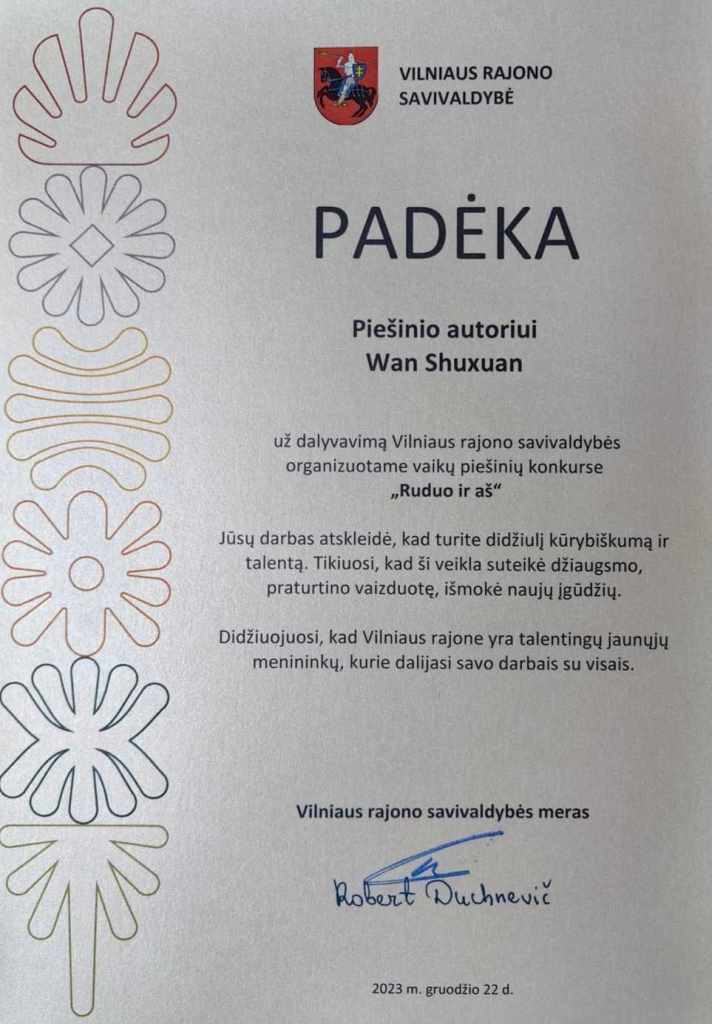 VILNIAUS RAJONO
SAVIVALDYBĖ
PADĖKA
Piešinio autoriui
Wan Shuxuan
už dalyvavimą Vilniaus rajono savivaldybės
organizuotame vaikų piešinių konkurse
„Ruduo ir aš“
Jūsų darbas atskleidė, kad turite didžiulį kūrybiškumą ir
talentą. Tikiuosi, kad ši veikla suteikė džiaugsmo,
praturtino vaizduotę, išmokė naujų įgūdžių.
Didžiuojuosi, kad Vilniaus rajone yra talentingų jaunųjų
menininkų, kurie dalijasi savo darbais su visais.
Vilniaus rajono savivaldybės meras
Robert Duchnevič
2023 m. gruodžio 22 d.